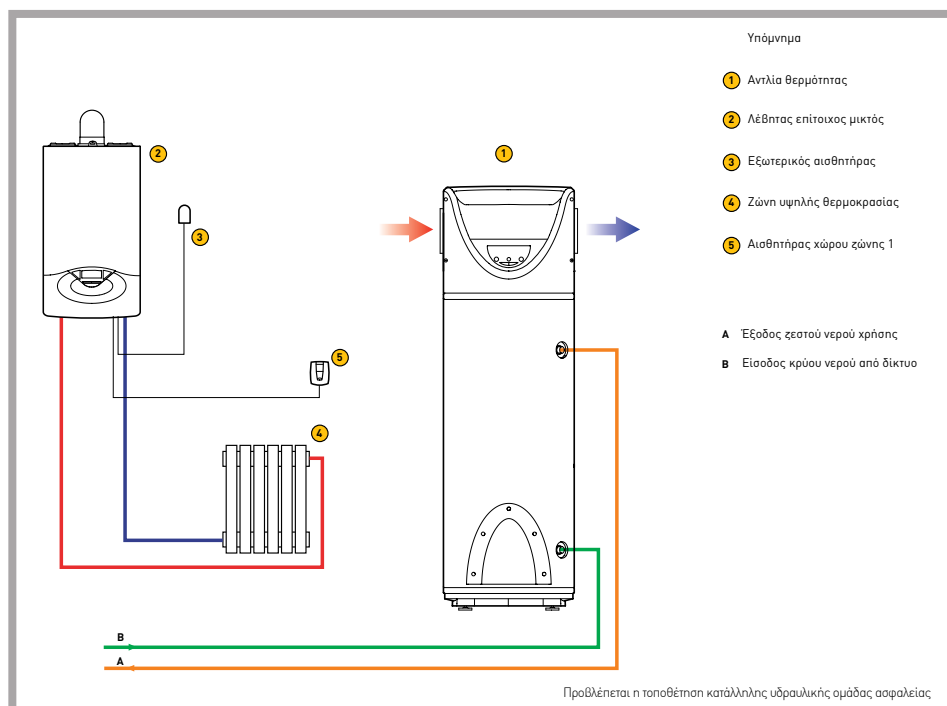 Υπόμνημα
1 Αντλία θερμότητας
2 Λέβητας επίτοιχος μικτός
3 Εξωτερικός αισθητήρας
4 Ζώνη υψηλής θερμοκρασίας
5 Αισθητήρας χώρου ζώνης 1
A Έξοδος ζεστού νερού χρήσης
B Είσοδος κρύου νερού από δίκτυο
2
1
3
5
4
B
A
Προβλέπεται η τοποθέτηση κατάλληλης υδραυλικής ομάδας ασφαλείας